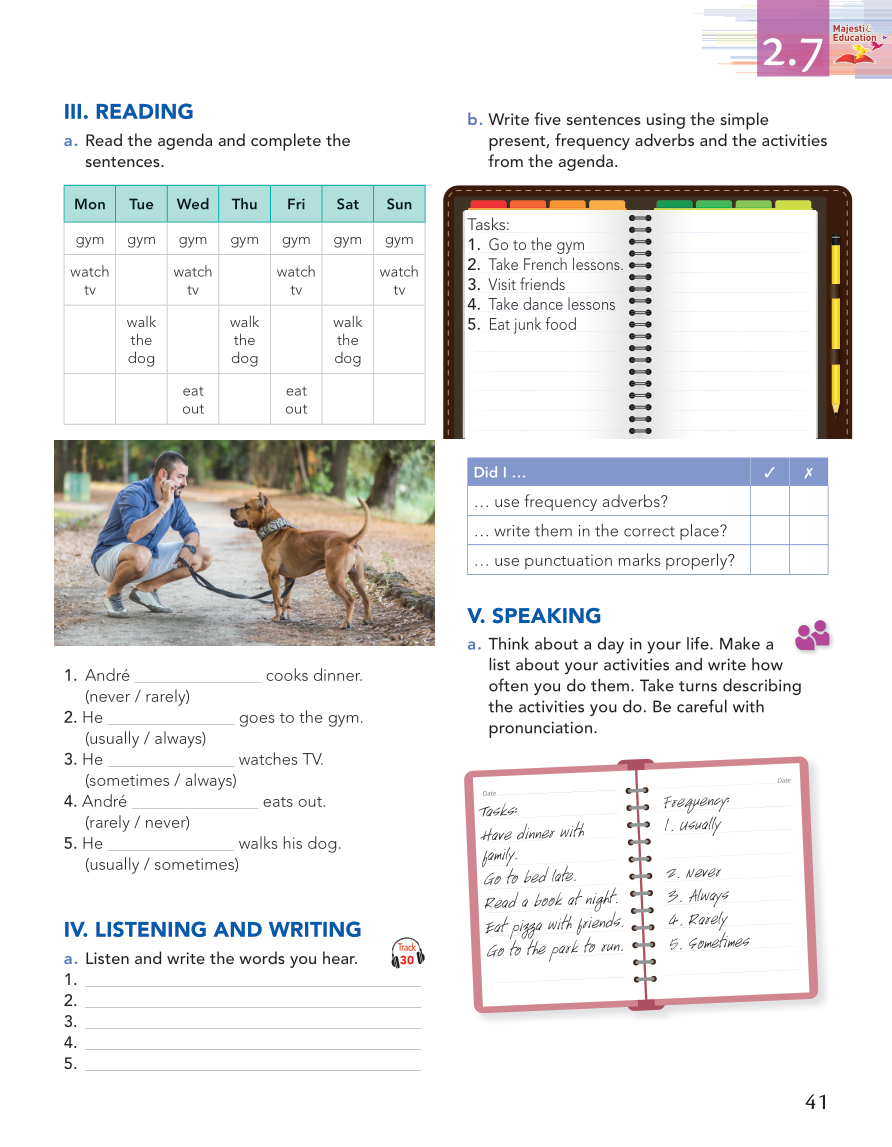 2.7
Majestic
Education
III. READING
a. Read the agenda and complete the
sentences.
Mon Tue Wed Thu Fri Sat Sun
gym gym gym gym gym gym gym
watch tv watch tv watch tv watch tv
walk the dog walk the dog walk the dog
eat out eat out
1. André ________ cooks dinner.
(never / rarely)
2. He ________ goes to the gym.
(usually / always)
3. He ________ watches TV.
(sometimes / always)
4. André ________ eats out.
(rarely / never)
5. He ________ walks his dog.
(usually / sometimes)
IV. LISTENING AND WRITING
a. Listen and write the words you hear.
Track
30
1.
2.
3.
4.
5.
b. Write five sentences using the simple
present, frequency adverbs and the activities
from the agenda.
Tasks:
1. Go to the gym
2. Take French lessons.
3. Visit friends
4. Take dance lessons
5. Eat junk food
Did I ... ✓ ✗
... use frequency adverbs?
... write them in the correct place?
... use punctuation marks properly?
V. SPEAKING
a. Think about a day in your life. Make a
list about your activities and write how
often you do them. Take turns describing
the activities you do. Be careful with
pronunciation.
Date
Tasks:
Have dinner with
family.
Go to bed late.
Read a book at night.
Eat pizza with friends.
Go to the park to run.
Date
Frequency:
1. Usually
2. Never
3. Always
4. Rarely
5. Sometimes
41